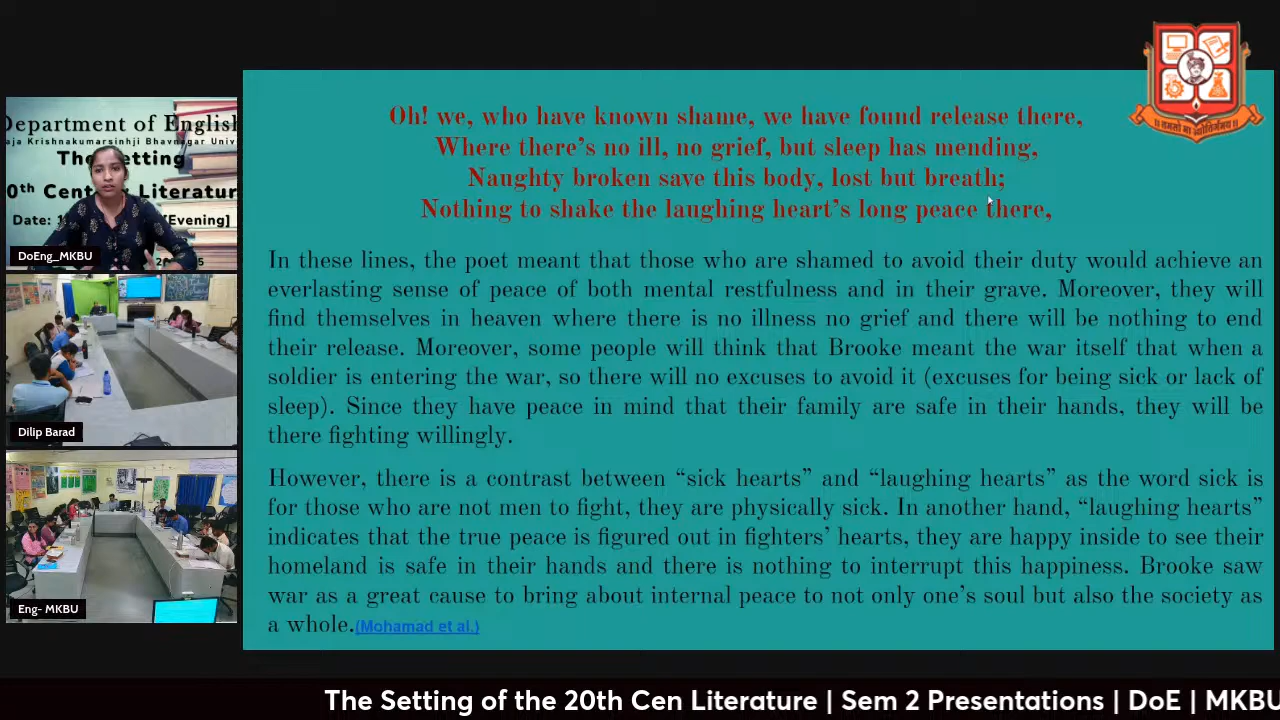 Department of English
Krishnakumarsinhji Bhavnagar
Setting
Date:
[Evening]
DoEng_MKBU
Dilip Barad
Eng- MKBU
Oh! we, who have known shame, we have found release there,
Where there's no ill, no grief, but sleep has mending,
Naughty broken save this body, lost but breath;
Nothing to shake the laughing heart's long peace there,
In these lines, the poet meant that those who are shamed to avoid their duty would achieve an
everlasting sense of peace of both mental restfulness and in their grave. Moreover, they will
find themselves in heaven where there is no illness no grief and there will be nothing to end
their release. Moreover, some people will think that Brooke meant the war itself that when a
soldier is entering the war, so there will no excuses to avoid it (excuses for being sick or lack of
sleep). Since they have peace in mind that their family are safe in their hands, they will be
there fighting willingly.
However, there is a contrast between “sick hearts” and “laughing hearts” as the word sick is
for those who are not men to fight, they are physically sick. In another hand, “laughing hearts”
indicates that the true peace is figured out in fighters’ hearts, they are happy inside to see their
homeland is safe in their hands and there is nothing to interrupt this happiness. Brooke saw
war as a great cause to bring about internal peace to not only one’s soul but also the society as
a whole.(Mohamad et al.)
॥ तमसो मा ज्योतिर्गमय ॥
The Setting of the 20th Cen Literature | Sem 2 Presentations | DoE | MKBU